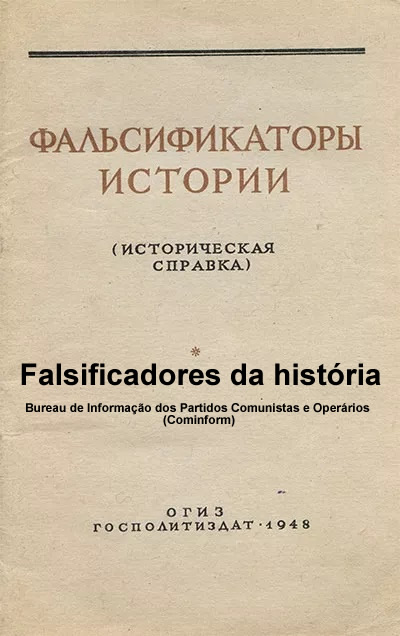 ФАЛЬСИФИКАТОРЫ
ИСТОРИИ
(ИСТОРИЧЕСКАЯ
СПРАВКА)
*
Falsificadores da história
Bureau de Informação dos Partidos Comunistas e Operários
(Cominform)
ОГИЗ
ГОСПОЛИТИЗДАТ · 1948